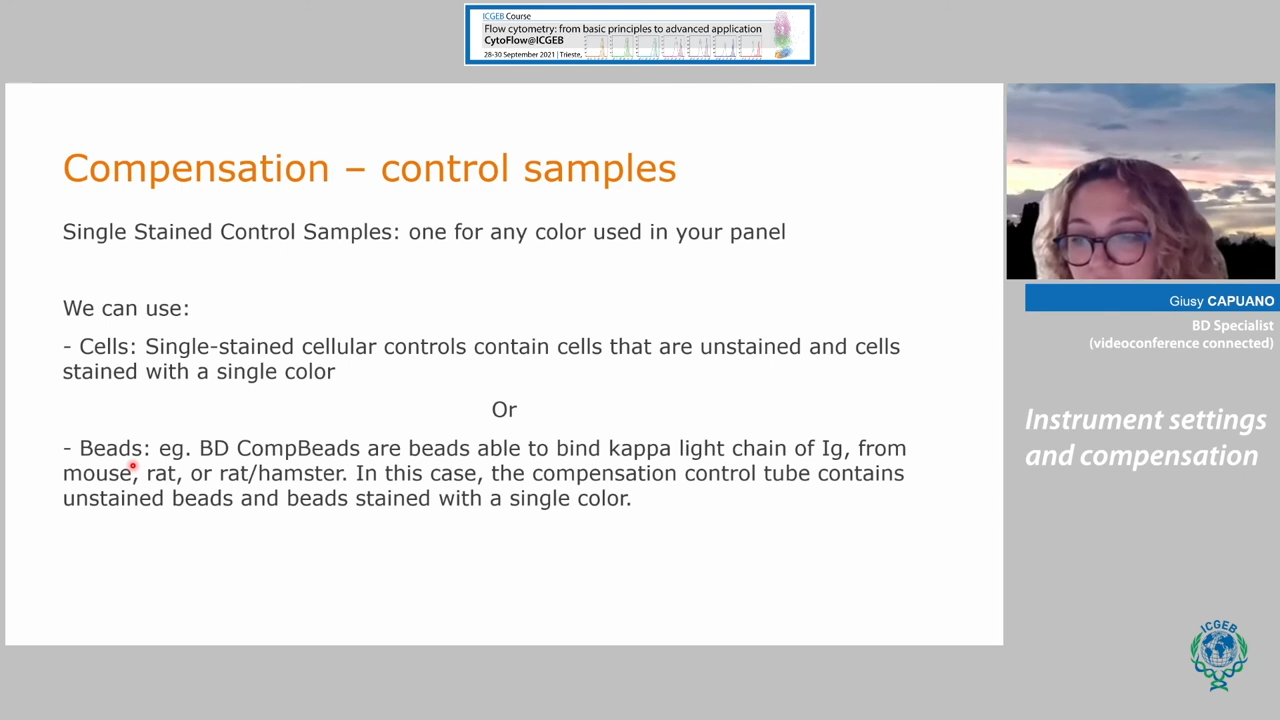 ICGEB Course
Flow cytometry: from basic principles to advanced application
CytoFlow@ICGEB
28-30 September 2021 | Trieste,
Compensation – control samples
Single Stained Control Samples: one for any color used in your panel
We can use:
- Cells: Single-stained cellular controls contain cells that are unstained and cells
stained with a single color
Or
- Beads: eg. BD CompBeads are beads able to bind kappa light chain of Ig, from
mouse, rat, or rat/hamster. In this case, the compensation control tube contains
unstained beads and beads stained with a single color.
Giusy CAPUANO
BD Specialist
(videoconference connected)
Instrument settings
and compensation
ICGEB